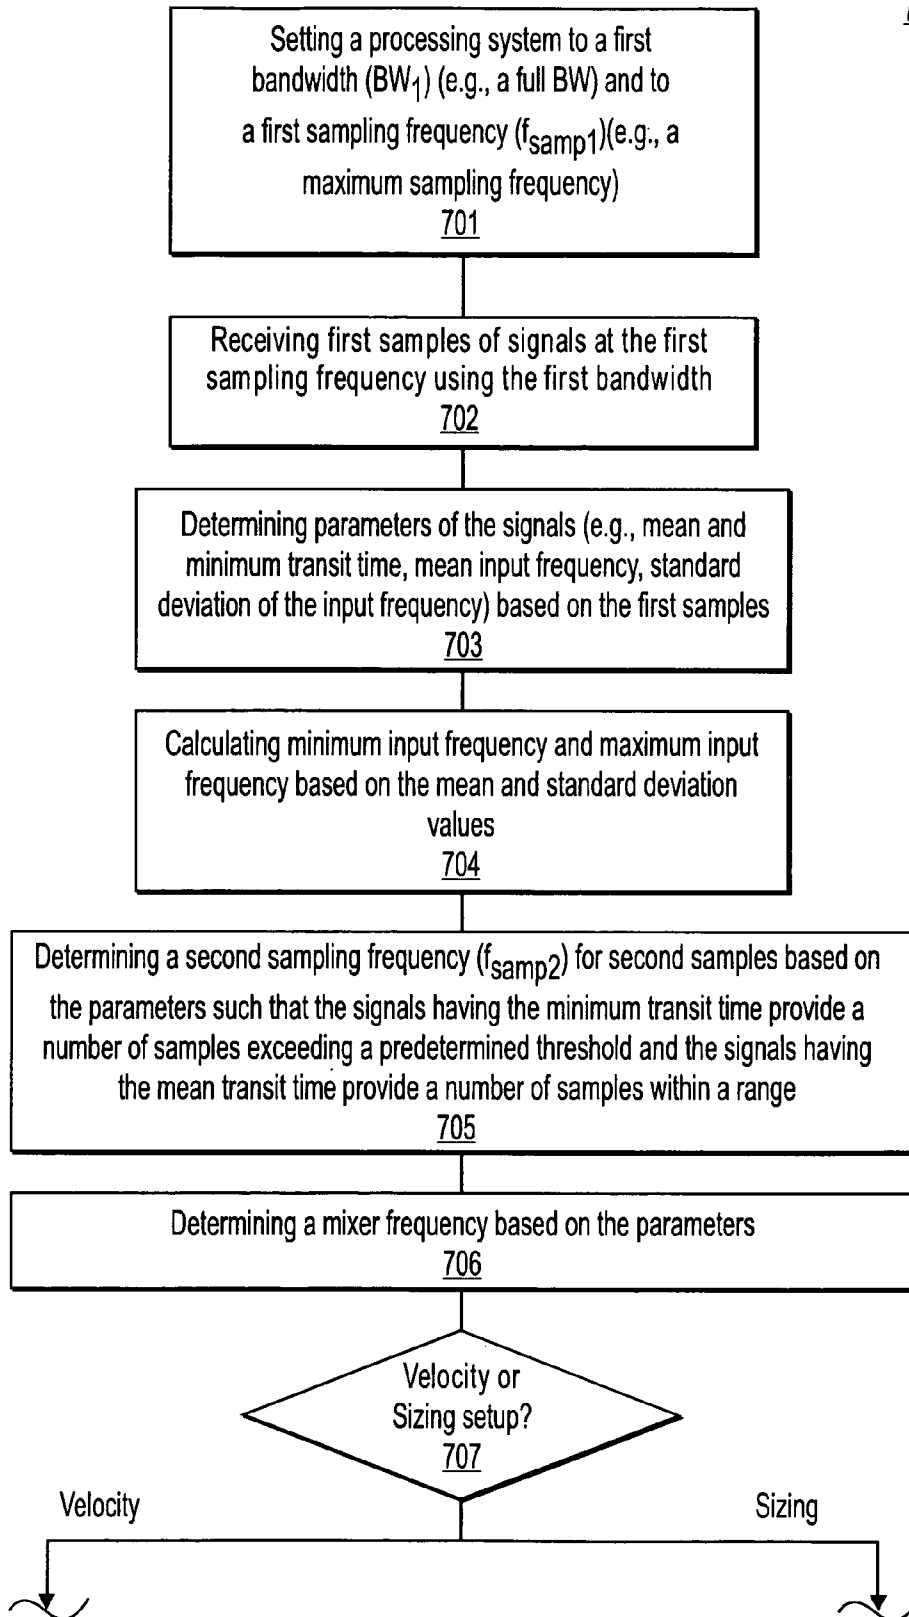 Setting a processing system to a first
bandwidth (BW1) (e.g., a full BW) and to
a first sampling frequency (fsamp1)(e.g., a
maximum sampling frequency)
701
Receiving first samples of signals at the first
sampling frequency using the first bandwidth
702
Determining parameters of the signals (e.g., mean and
minimum transit time, mean input frequency, standard
deviation of the input frequency) based on the first samples
703
Calculating minimum input frequency and maximum input
frequency based on the mean and standard deviation
values
704
Determining a second sampling frequency (fsamp2) for second samples based on
the parameters such that the signals having the minimum transit time provide a
number of samples exceeding a predetermined threshold and the signals having
the mean transit time provide a number of samples within a range
705
Determining a mixer frequency based on the parameters
706
Velocity or
Sizing setup?
707
Velocity
Sizing